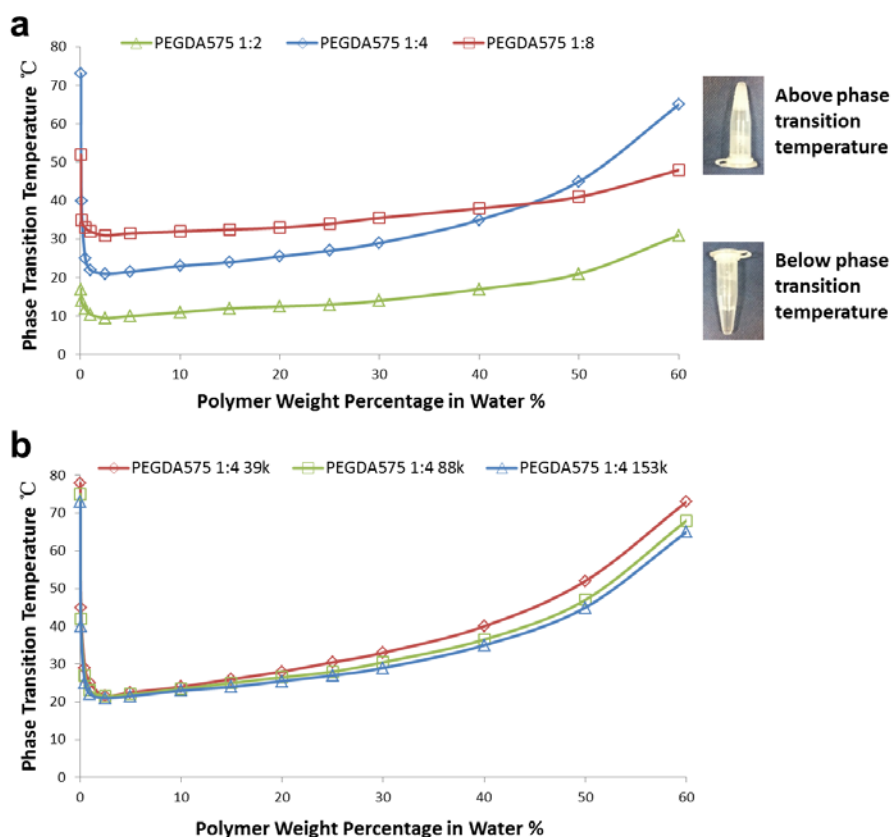 a
PEGDA575 1:2 PEGDA575 1:4 PEGDA575 1:8
Phase Transition Temperature ℃
80
70
60
50
40
30
20
10
0
0 10 20 30 40 50 60
Polymer Weight Percentage in Water %
Above phase
transition
temperature
Below phase
transition
temperature
b
PEGDA575 1:4 39k PEGDA575 1:4 88k PEGDA575 1:4 153k
Phase Transition Temperature ℃
80
70
60
50
40
30
20
10
0
0 10 20 30 40 50 60
Polymer Weight Percentage in Water %